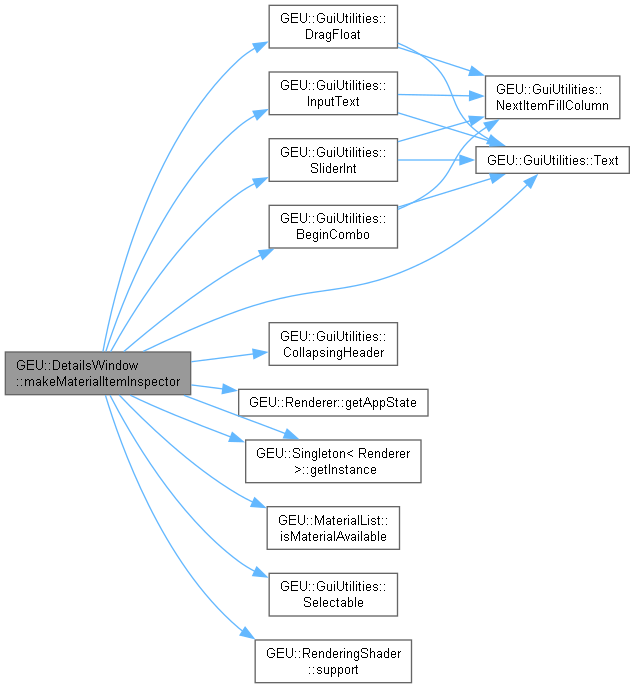 GEU::GuiUtilities::
DragFloat
GEU::GuiUtilities::
InputText
GEU::GuiUtilities::
NextItemFillColumn
GEU::GuiUtilities::
SliderInt
GEU::GuiUtilities::Text
GEU::GuiUtilities::
BeginCombo
GEU::DetailsWindow
::makeMaterialItemInspector
GEU::GuiUtilities::
CollapsingHeader
GEU::Renderer::getAppState
GEU::Singleton< Renderer
>::getInstance
GEU::MaterialList::
isMaterialAvailable
GEU::GuiUtilities::
Selectable
GEU::RenderingShader
::support